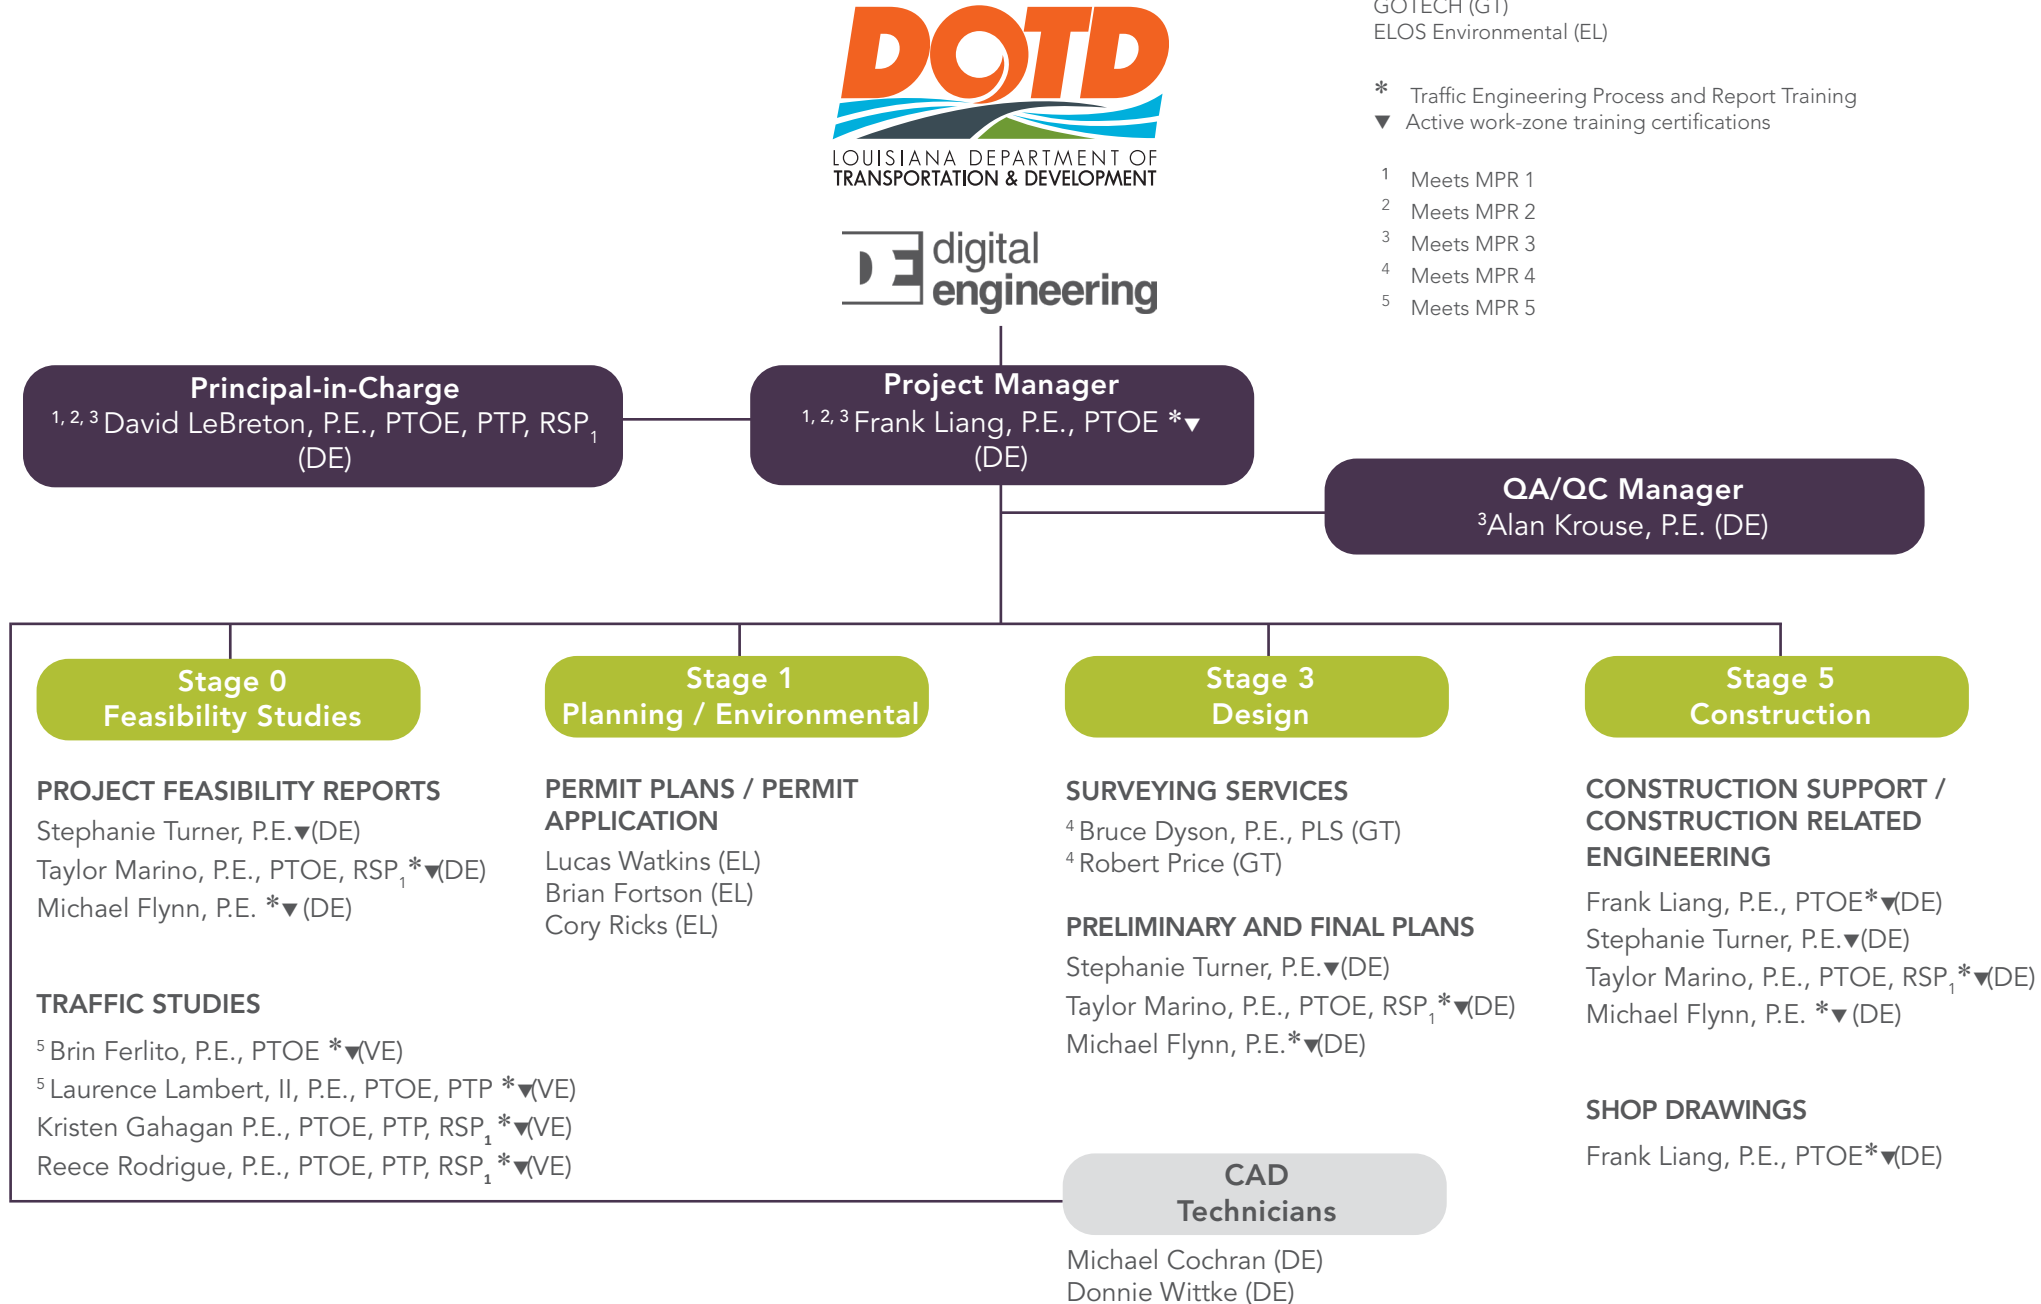 GOTECH (GT)
ELOS Environmental (EL)
* Traffic Engineering Process and Report Training
▼ Active work-zone training certifications
1 Meets MPR 1
2 Meets MPR 2
3 Meets MPR 3
4 Meets MPR 4
5 Meets MPR 5
DOTD
LOUISIANA DEPARTMENT OF
TRANSPORTATION & DEVELOPMENT
DE digital
engineering
Principal-in-Charge
1, 2, 3 David LeBreton, P.E., PTOE, PTP, RSP1
(DE)
Project Manager
1, 2, 3 Frank Liang, P.E., PTOE *▼
(DE)
QA/QC Manager
3Alan Krouse, P.E. (DE)
Stage 0
Feasibility Studies
PROJECT FEASIBILITY REPORTS
Stephanie Turner, P.E.▼(DE)
Taylor Marino, P.E., PTOE, RSP1*▼(DE)
Michael Flynn, P.E. *▼ (DE)
TRAFFIC STUDIES
5 Brin Ferlito, P.E., PTOE *▼(VE)
5 Laurence Lambert, II, P.E., PTOE, PTP *▼(VE)
Kristen Gahagan P.E., PTOE, PTP, RSP1 *▼(VE)
Reece Rodrigue, P.E., PTOE, PTP, RSP1 *▼(VE)
Stage 1
Planning / Environmental
PERMIT PLANS / PERMIT
APPLICATION
Lucas Watkins (EL)
Brian Fortson (EL)
Cory Ricks (EL)
Stage 3
Design
SURVEYING SERVICES
4 Bruce Dyson, P.E., PLS (GT)
4 Robert Price (GT)
PRELIMINARY AND FINAL PLANS
Stephanie Turner, P.E.▼(DE)
Taylor Marino, P.E., PTOE, RSP1*▼(DE)
Michael Flynn, P.E.*▼(DE)
CAD
Technicians
Michael Cochran (DE)
Donnie Wittke (DE)
Stage 5
Construction
CONSTRUCTION SUPPORT /
CONSTRUCTION RELATED
ENGINEERING
Frank Liang, P.E., PTOE*▼(DE)
Stephanie Turner, P.E.▼(DE)
Taylor Marino, P.E., PTOE, RSP1*▼(DE)
Michael Flynn, P.E. *▼ (DE)
SHOP DRAWINGS
Frank Liang, P.E., PTOE*▼(DE)